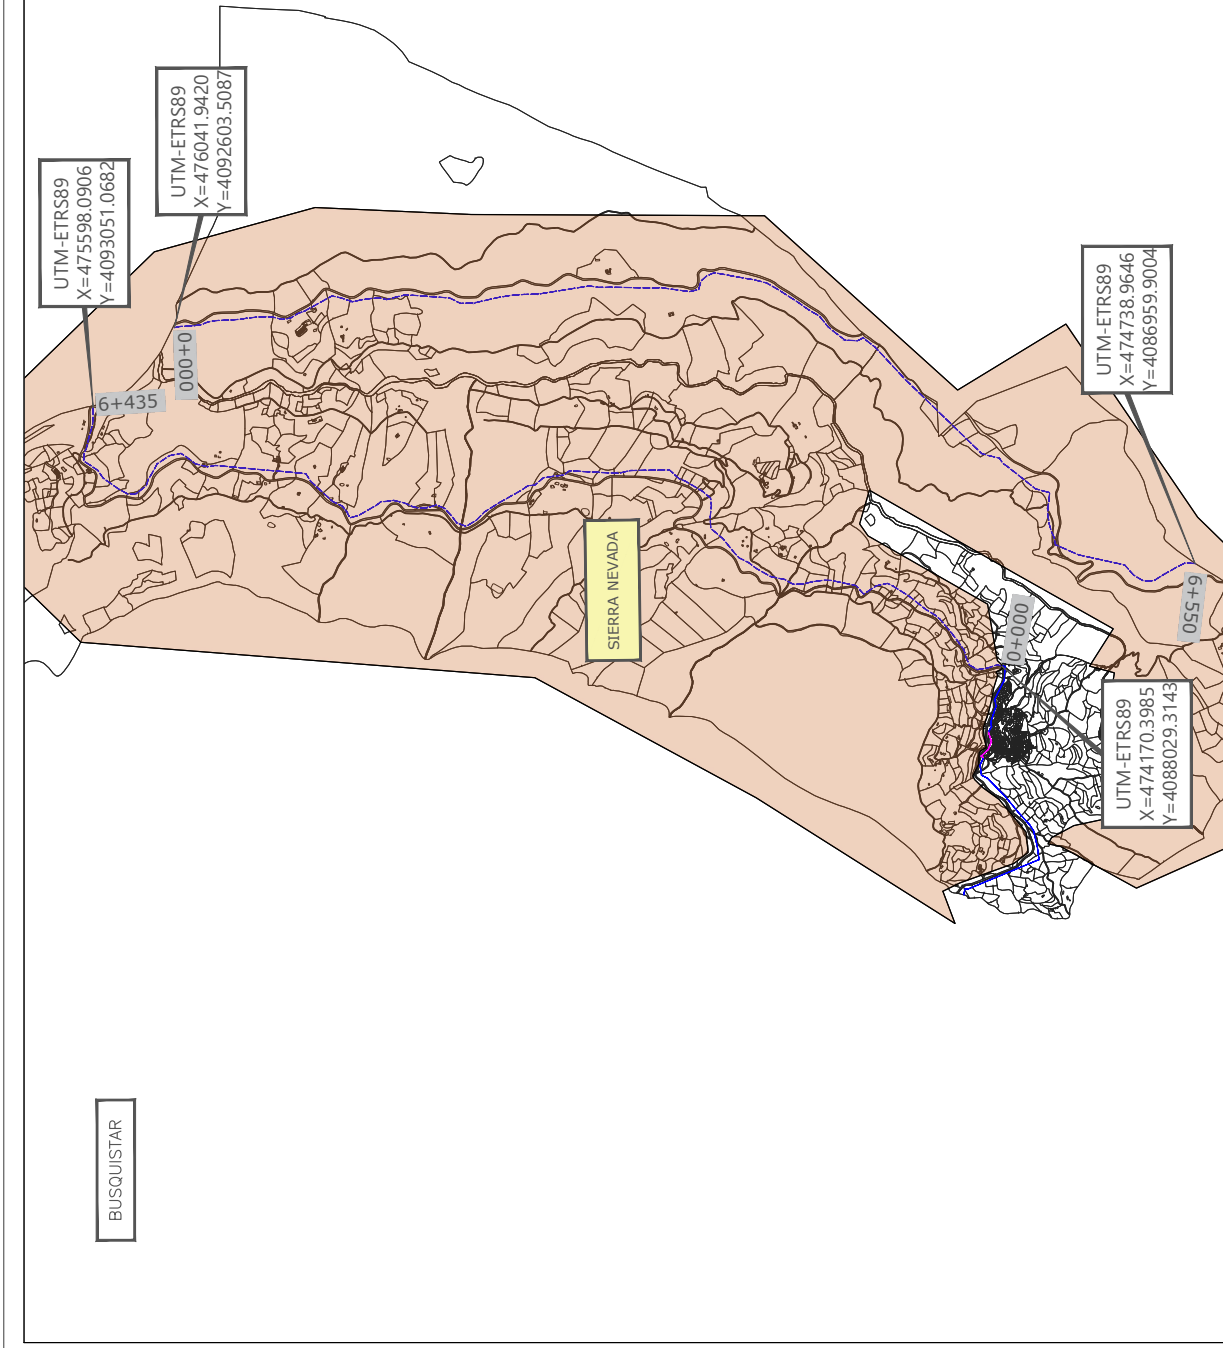 UTM-ETRS89
X=475598.0906
Y=4093051.0682
UTM-ETRS89
X=476041.9420
Y=4092603.5087
6+435
0+000
UTM-ETRS89
X=474738.9646
Y=4086959.9004
SIERRA NEVADA
6+550
0+000
UTM-ETRS89
X=474170.3985
Y=4088029.3143
BUSQUISTAR